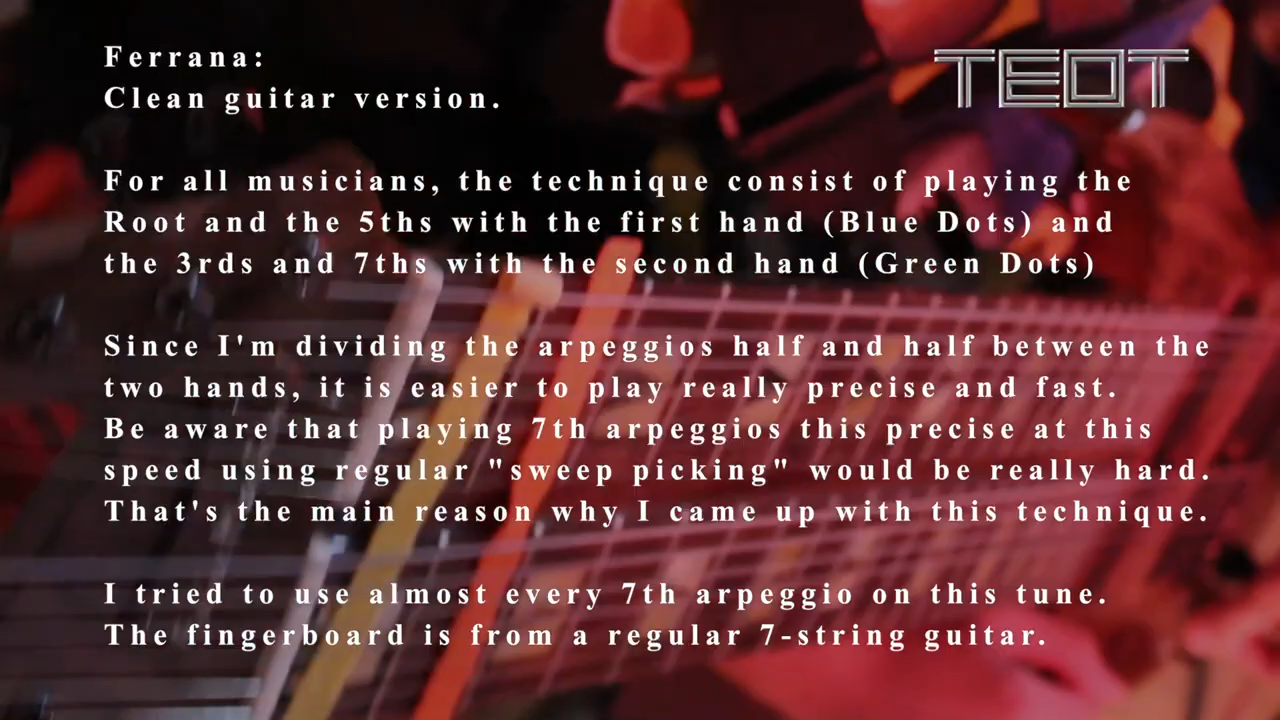 Ferrana:
TEOT
Clean guitar version.
For all musicians, the technique consist of playing the
Root and the 5ths with the first hand (Blue Dots) and
the 3rds and 7ths with the second hand (Green Dots)
Since I'm dividing the arpeggios half and half between the
two hands, it is easier to play really precise and fast.
Be aware that playing 7th arpeggios this precise at this
speed using regular "sweep picking" would be really hard.
That's the main reason why I came up with this technique.
I tried to use almost every 7th arpeggio on this tune.
The fingerboard is from a regular 7-string guitar.